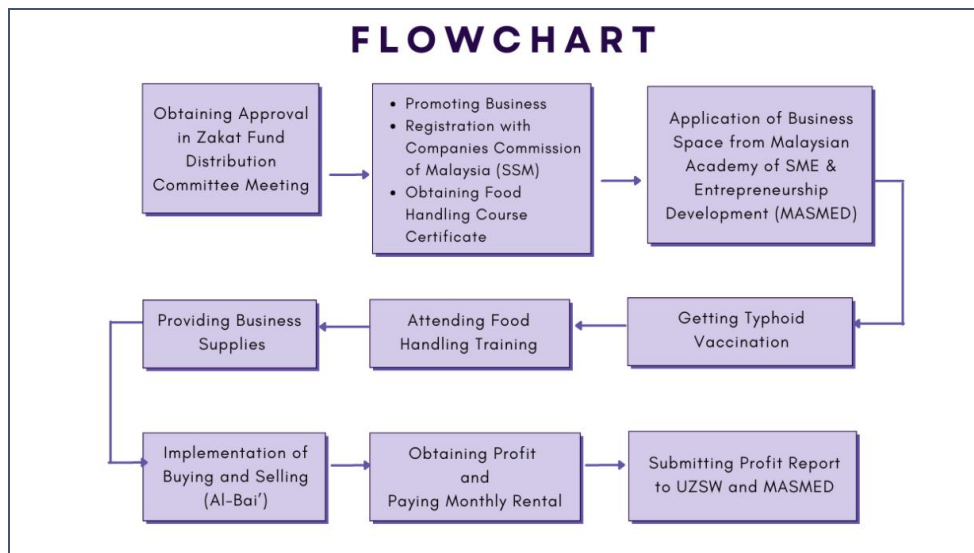 FLOWCHART
Obtaining Approval
in Zakat Fund
Distribution
Committee Meeting
• Promoting Business
• Registration with
Companies Commission
of Malaysia (SSM)
• Obtaining Food
Handling Course
Certificate
Application of Business
Space from Malaysian
Academy of SME &
Entrepreneurship
Development (MASMED)
Getting Typhoid
Vaccination
Attending Food
Handling Training
Providing Business
Supplies
Implementation of
Buying and Selling
(Al-Bai’)
Obtaining Profit
and
Paying Monthly Rental
Submitting Profit Report
to UZSW and MASMED